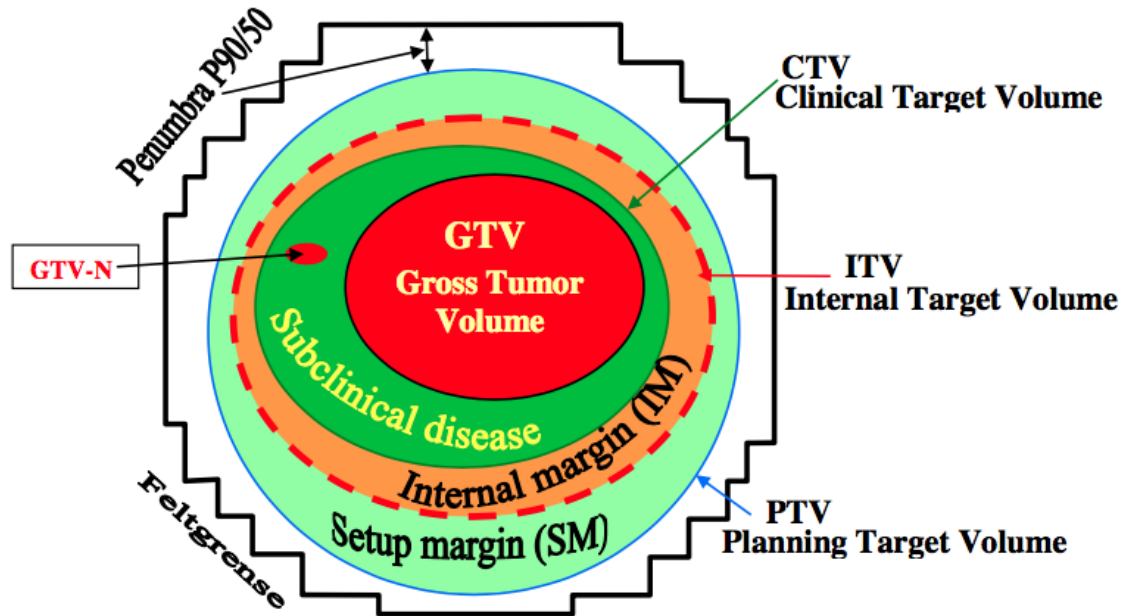 Penumbra P90/50
CTV
Clinical Target Volume
GTV-N
GTV
Gross Tumor
Volume
ITV
Internal Target Volume
Subclinical disease
Internal margin (IM)
Setup margin (SM)
PTV
Planning Target Volume
Feltgrense